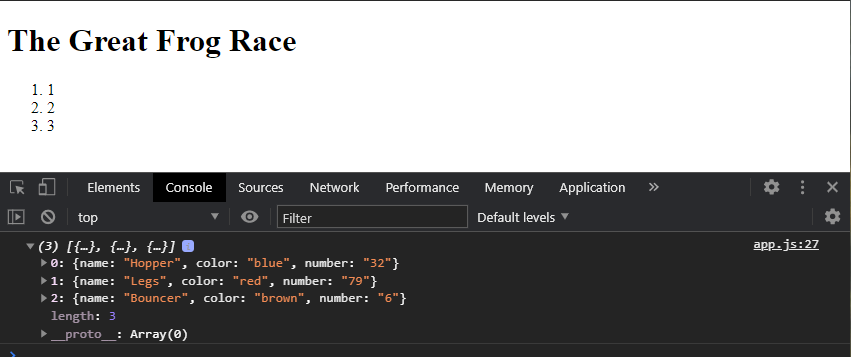 The Great Frog Race
1. 1
2. 2
3. 3
Elements Console Sources Network Performance Memory Application »
top Filter Default levels
(3) [{…}, {…}, {…}] i app.js:27
0: {name: "Hopper", color: "blue", number: "32"}
1: {name: "Legs", color: "red", number: "79"}
2: {name: "Bouncer", color: "brown", number: "6"}
length: 3
__proto__: Array(0)